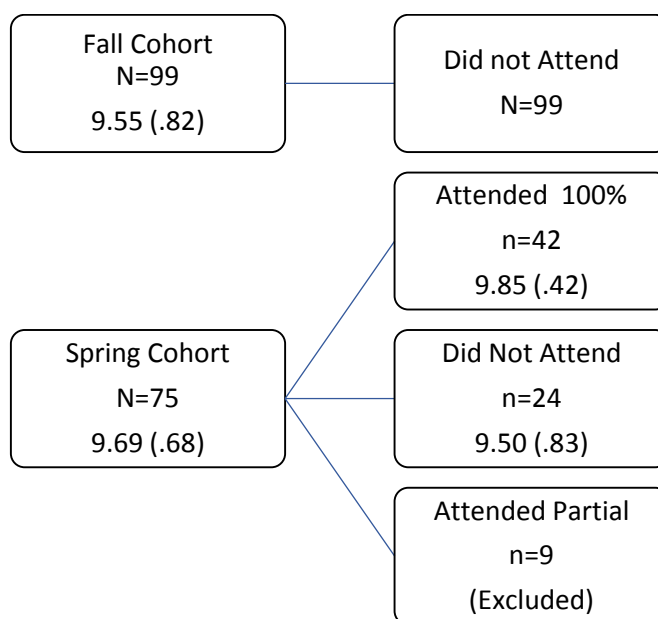 Fall Cohort
N=99
9.55 (.82)
Did not Attend
N=99
Attended 100%
n=42
9.85 (.42)
Spring Cohort
N=75
9.69 (.68)
Did Not Attend
n=24
9.50 (.83)
Attended Partial
n=9
(Excluded)